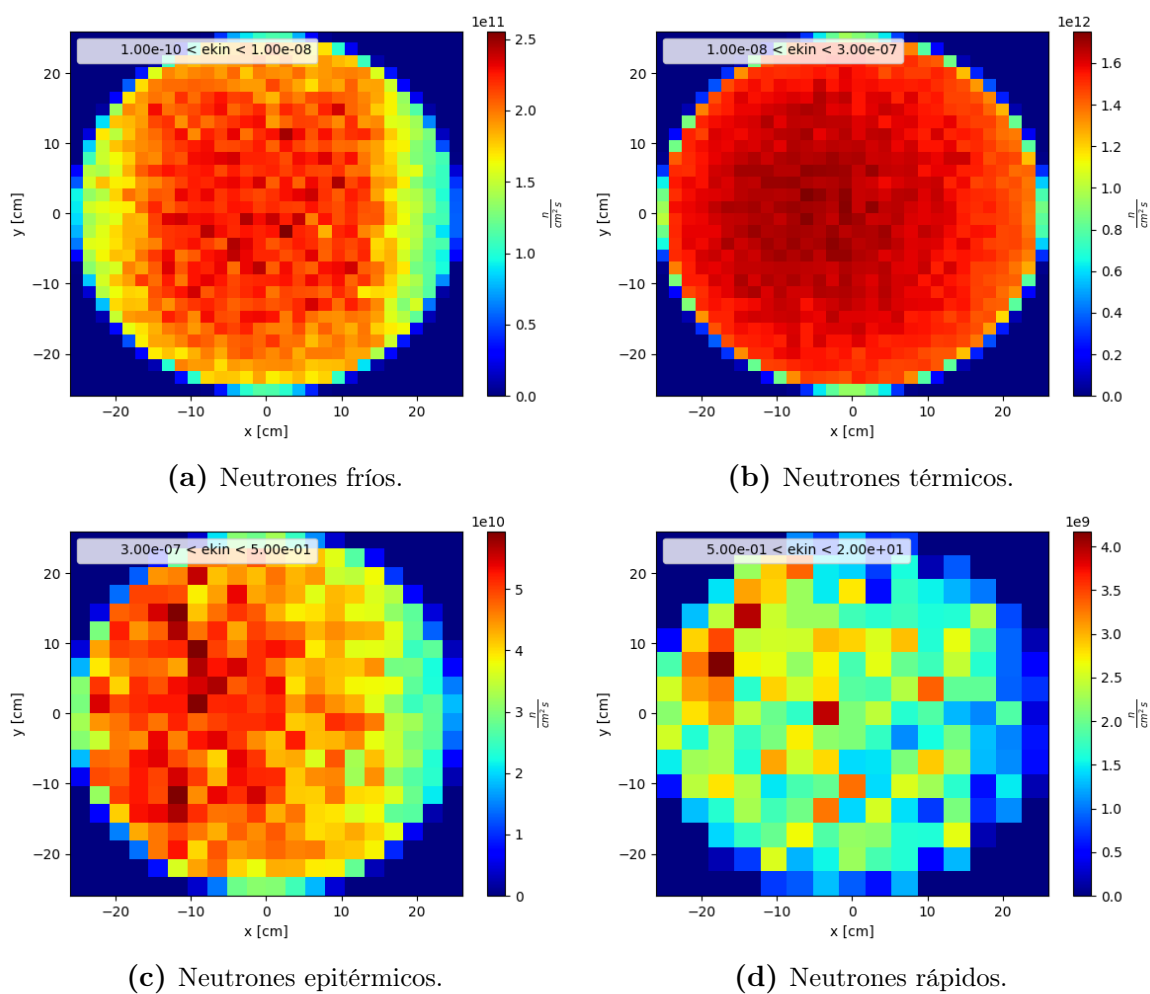 1e11
1.00e-10 < ekin < 1.00e-08
20
10
0
−10
−20
y [cm]
−20 −10 0 10 20
x [cm]
2.5
2.0
1.5
1.0
0.5
0.0
n
cm² s
(a) Neutrones fríos.
1e12
1.00e-08 < ekin < 3.00e-07
20
10
0
−10
−20
y [cm]
−20 −10 0 10 20
x [cm]
1.6
1.4
1.2
1.0
0.8
0.6
0.4
0.2
0.0
n
cm² s
(b) Neutrones térmicos.
1e10
3.00e-07 < ekin < 5.00e-01
20
10
0
−10
−20
y [cm]
−20 −10 0 10 20
x [cm]
5
4
3
2
1
0
n
cm² s
(c) Neutrones epitérmicos.
1e9
5.00e-01 < ekin < 2.00e+01
20
10
0
−10
−20
y [cm]
−20 −10 0 10 20
x [cm]
4.0
3.5
3.0
2.5
2.0
1.5
1.0
0.5
0.0
n
cm² s
(d) Neutrones rápidos.